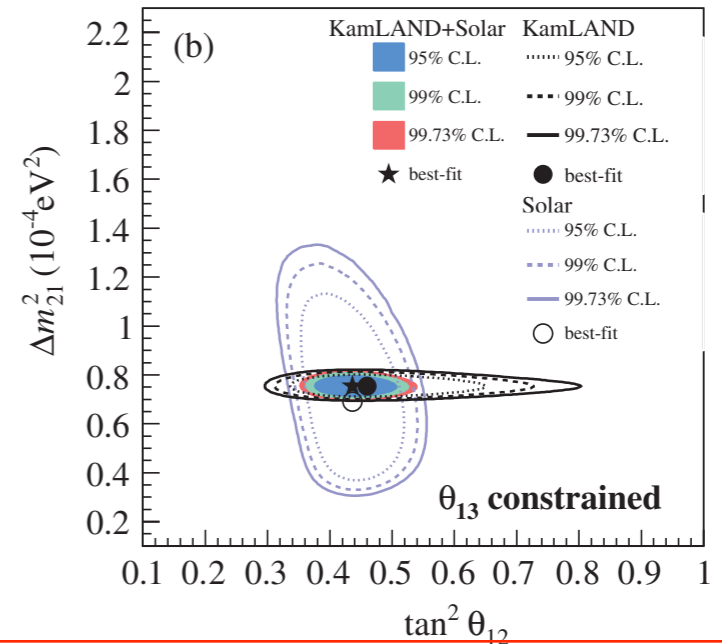 (b)
KamLAND+Solar
95% C.L.
99% C.L.
99.73% C.L.
best-fit
KamLAND
95% C.L.
99% C.L.
99.73% C.L.
best-fit
Solar
95% C.L.
99% C.L.
99.73% C.L.
best-fit
θ13 constrained
Δm²21 (10⁻⁴eV²)
2.2
2
1.8
1.6
1.4
1.2
1
0.8
0.6
0.4
0.2
0.1 0.2 0.3 0.4 0.5 0.6 0.7 0.8 0.9 1
tan² θ12